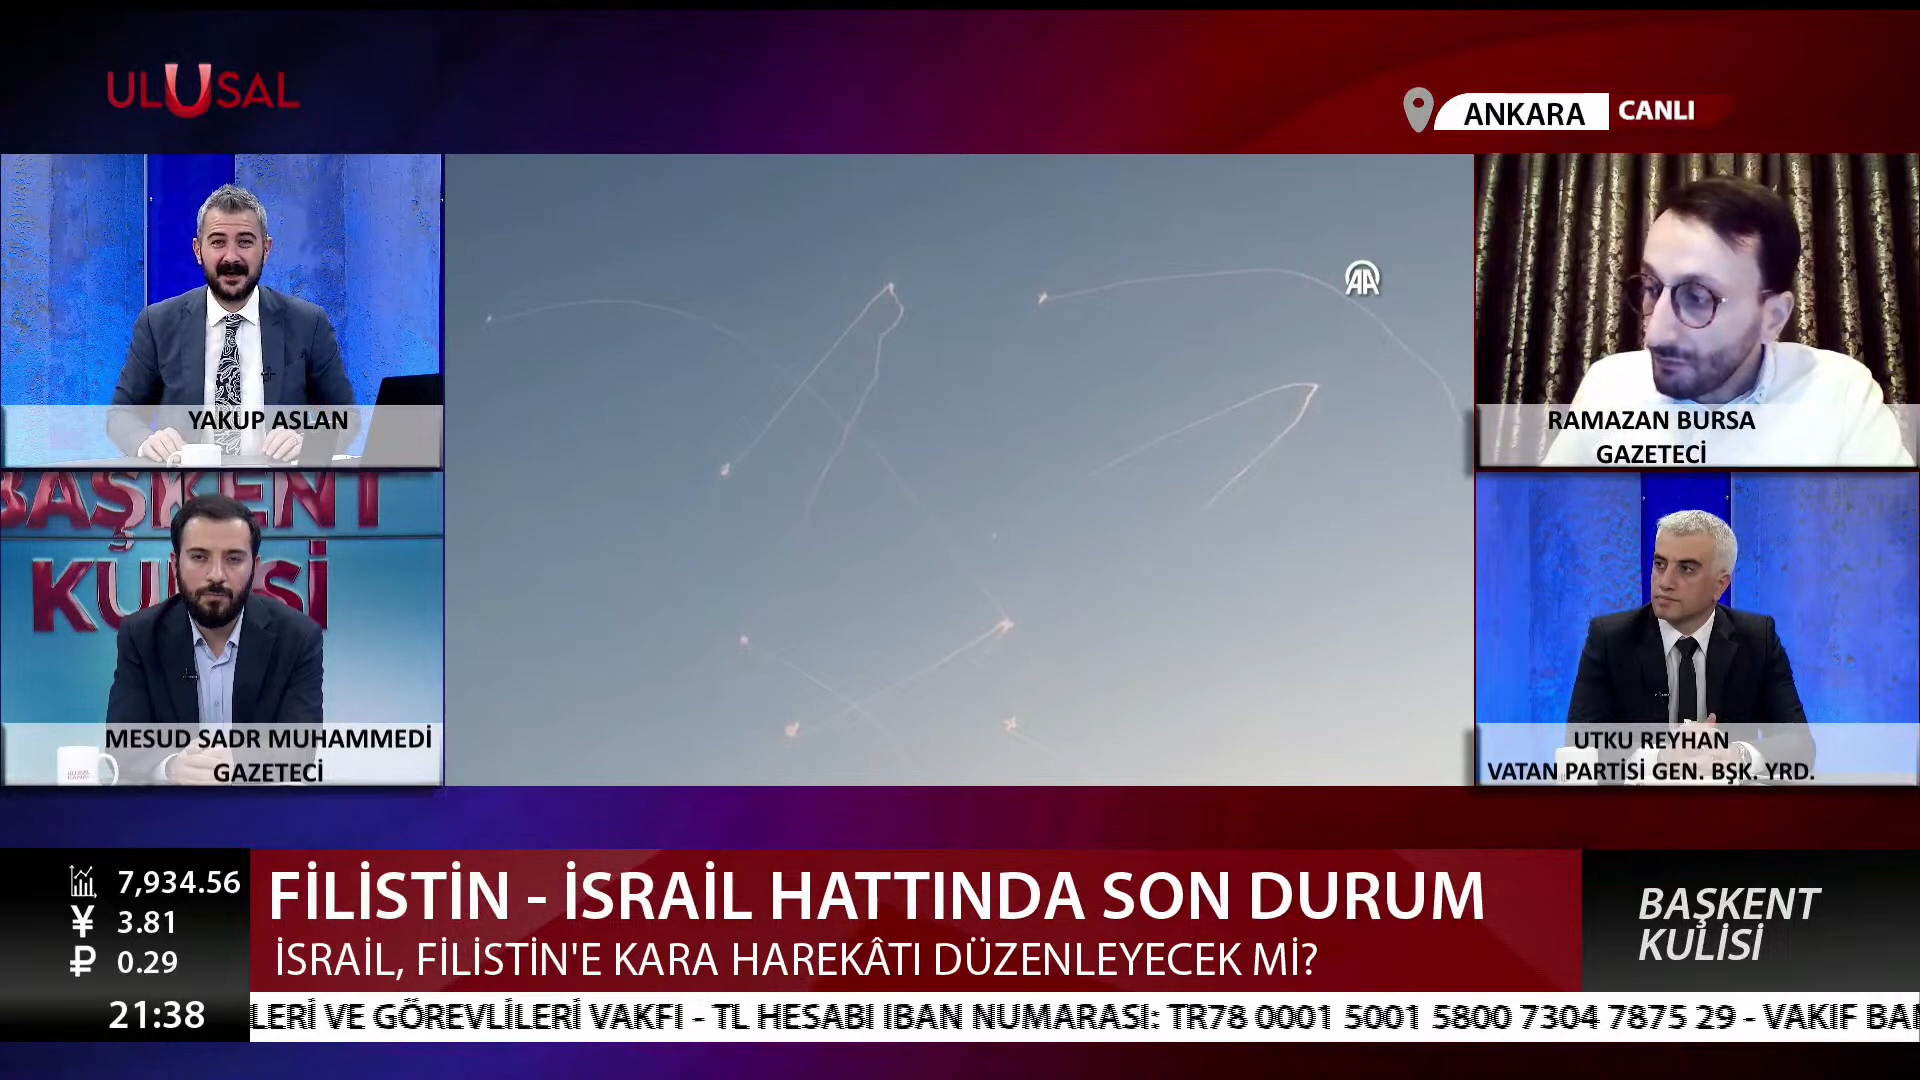 ULUSAL
ANKARA
CANLI
AA
YAKUP ASLAN
RAMAZAN BURSA
GAZETECİ
BAŞKENT
KULİSİ
MESUD SADR MUHAMMEDİ
GAZETECİ
UTKU REYHAN
VATAN PARTİSİ GEN. BŞK. YRD.
7,934.56
¥ 3.81
₽ 0.29
21:38
FİLİSTİN - İSRAİL HATTINDA SON DURUM
İSRAİL, FİLİSTİN'E KARA HAREKÂTI DÜZENLEYECEK Mİ?
BAŞKENT
KULİSİ
LERİ VE GÖREVLİLERİ VAKFI - TL HESABI IBAN NUMARASI: TR78 0001 5001 5800 7304 7875 29 - VAKIF BAN